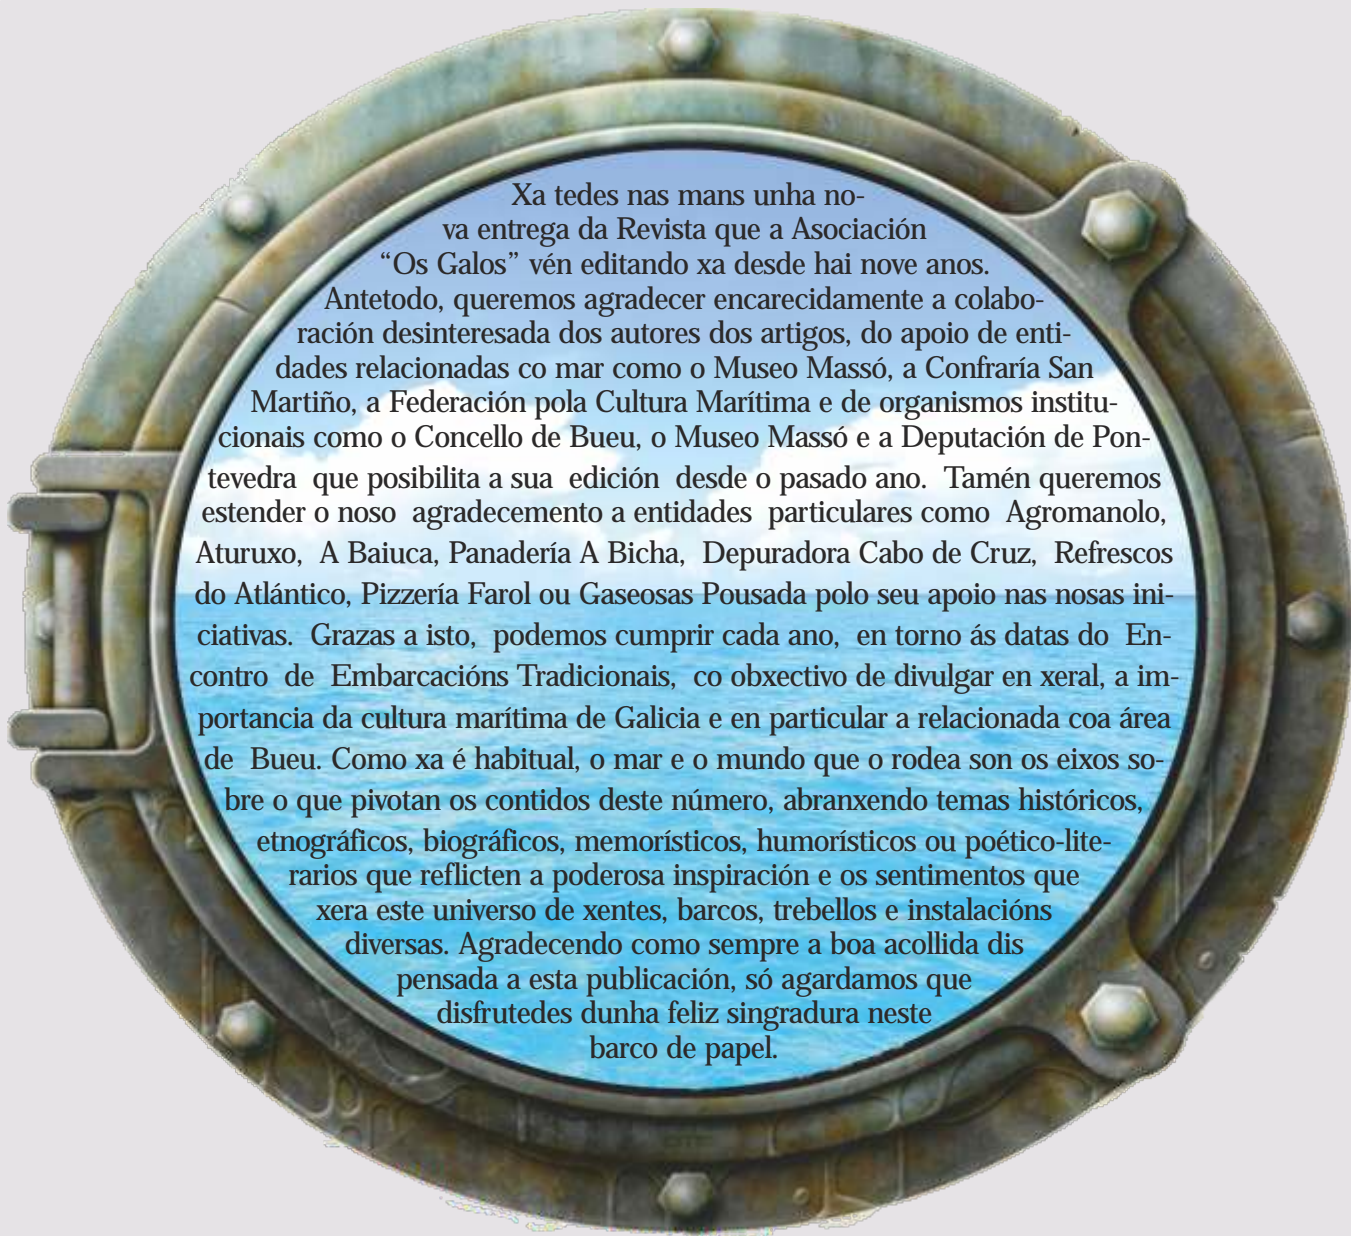 Xa tedes nas mans unha no-
va entrega da Revista que a Asociación
“Os Galos” vén editando xa desde hai nove anos.
Antetodo, queremos agradecer encarecidamente a colabo-
ración desinteresada dos autores dos artigos, do apoio de enti-
dades relacionadas co mar como o Museo Massó, a Confraría San
Martiño, a Federación pola Cultura Marítima e de organismos institu-
cionais como o Concello de Bueu, o Museo Massó e a Deputación de Pon-
tevedra que posibilita a sua edición desde o pasado ano. Tamén queremos
estender o noso agradecemento a entidades particulares como Agromanolo,
Aturuxo, A Baiuca, Panadería A Bicha, Depuradora Cabo de Cruz, Refrescos
do Atlántico, Pizzería Farol ou Gaseosas Pousada polo seu apoio nas nosas ini-
ciativas. Grazas a isto, podemos cumprir cada ano, en torno ás datas do En-
contro de Embarcacións Tradicionais, co obxectivo de divulgar en xeral, a im-
portancia da cultura marítima de Galicia e en particular a relacionada coa área
de Bueu. Como xa é habitual, o mar e o mundo que o rodea son os eixos so-
bre o que pivotan os contidos deste número, abranxendo temas históricos,
etnográficos, biográficos, memorísticos, humorísticos ou poético-lite-
rarios que reflicten a poderosa inspiración e os sentimentos que
xera este universo de xentes, barcos, trebellos e instalacións
diversas. Agradecendo como sempre a boa acollida dis
pensada a esta publicación, só agardamos que
disfrutedes dunha feliz singradura neste
barco de papel.